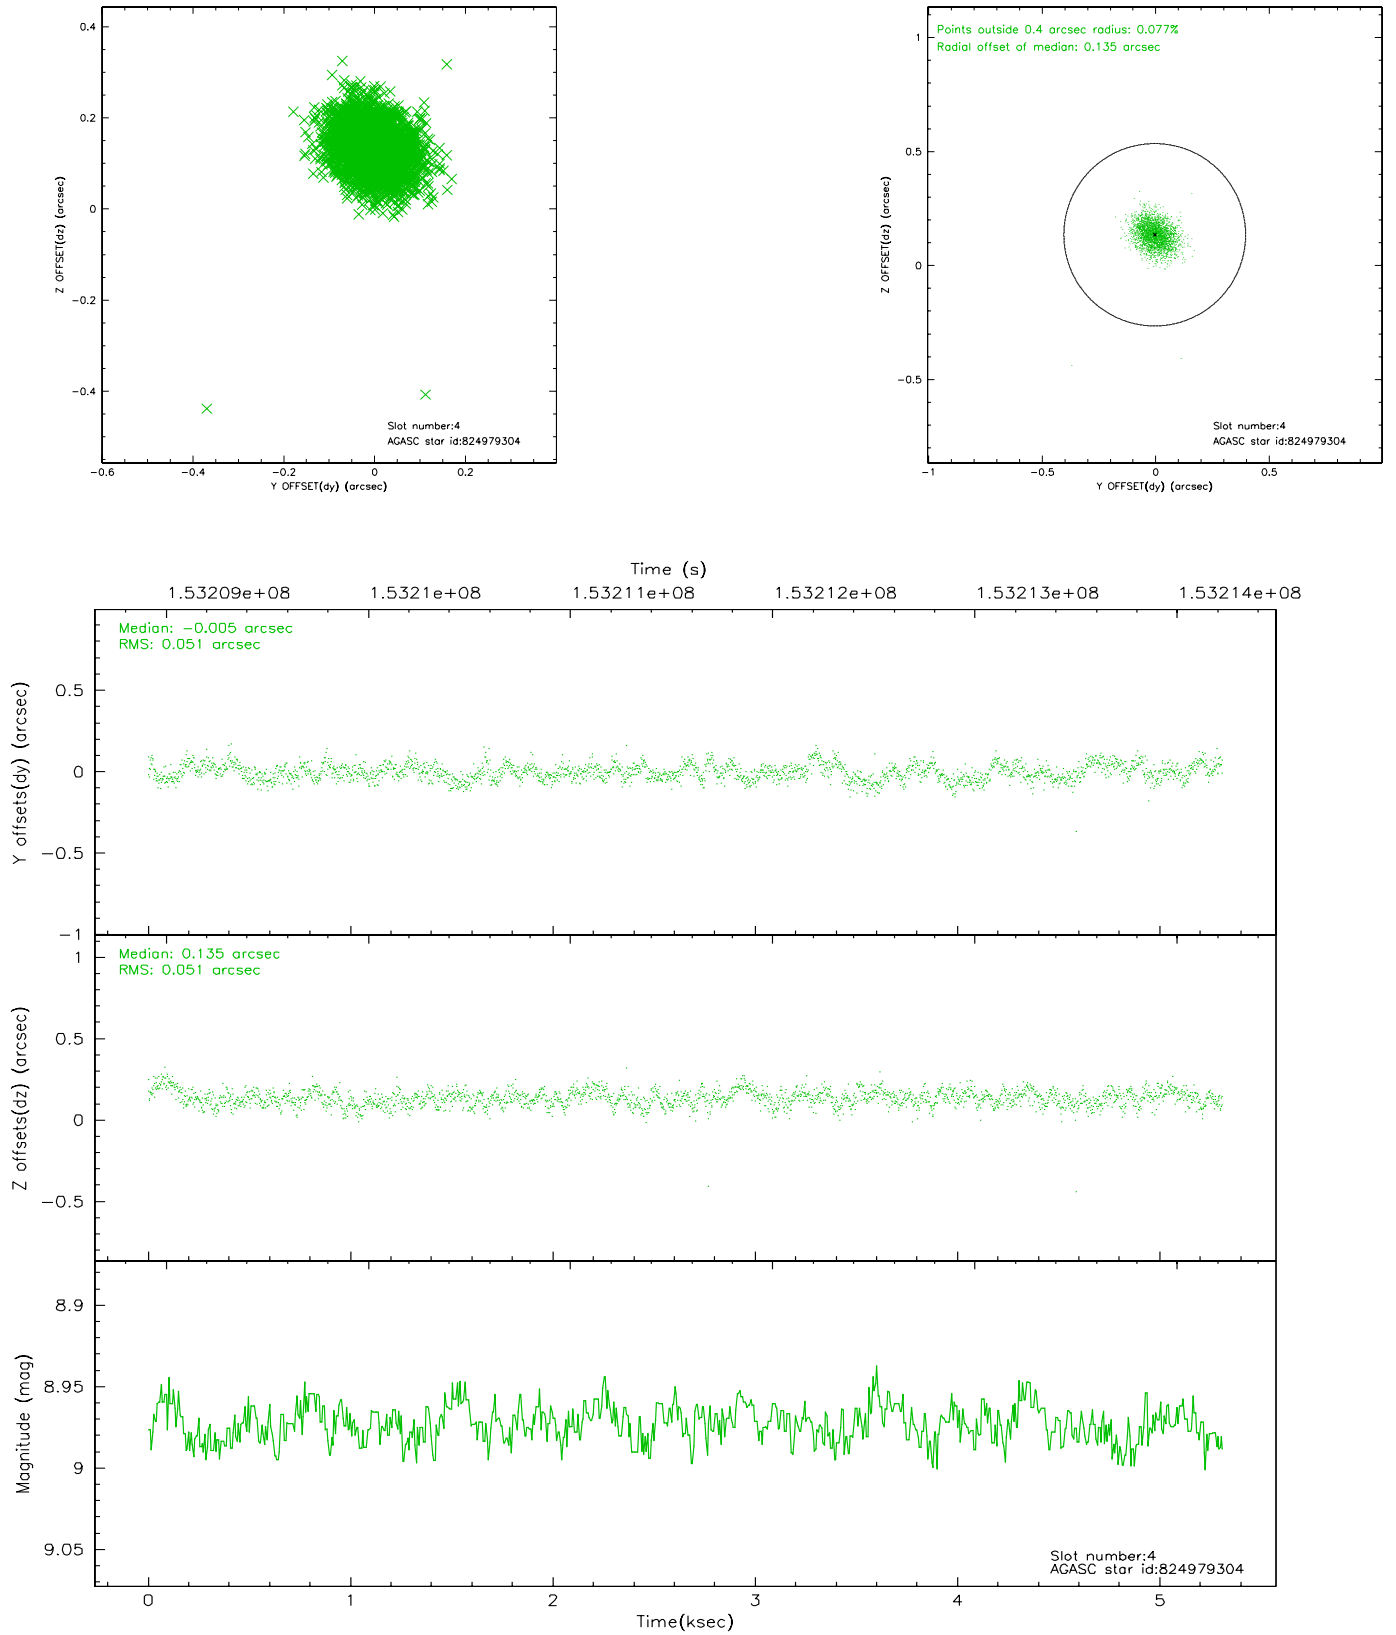 0.4
0.2
0
−0.2
−0.4
Z OFFSET(dz) (arcsec)
Slot number:4
AGASC star id:824979304
−0.6 −0.4 −0.2 0 0.2
Y OFFSET(dy) (arcsec)
Points outside 0.4 arcsec radius: 0.077%
Radial offset of median: 0.135 arcsec
1
0.5
0
−0.5
Z OFFSET(dz) (arcsec)
Slot number:4
AGASC star id:824979304
−1 −0.5 0 0.5
Y OFFSET(dy) (arcsec)
Time (s)
1.53209e+08 1.5321e+08 1.53211e+08 1.53212e+08 1.53213e+08 1.53214e+08
Median: −0.005 arcsec
RMS: 0.051 arcsec
0.5
0
−0.5
−1
Y offsets(dy) (arcsec)
Median: 0.135 arcsec
RMS: 0.051 arcsec
1
0.5
0
−0.5
Z offsets(dz) (arcsec)
8.9
8.95
9
9.05
Magnitude (mag)
Slot number:4
AGASC star id:824979304
0 1 2 3 4 5
Time(ksec)